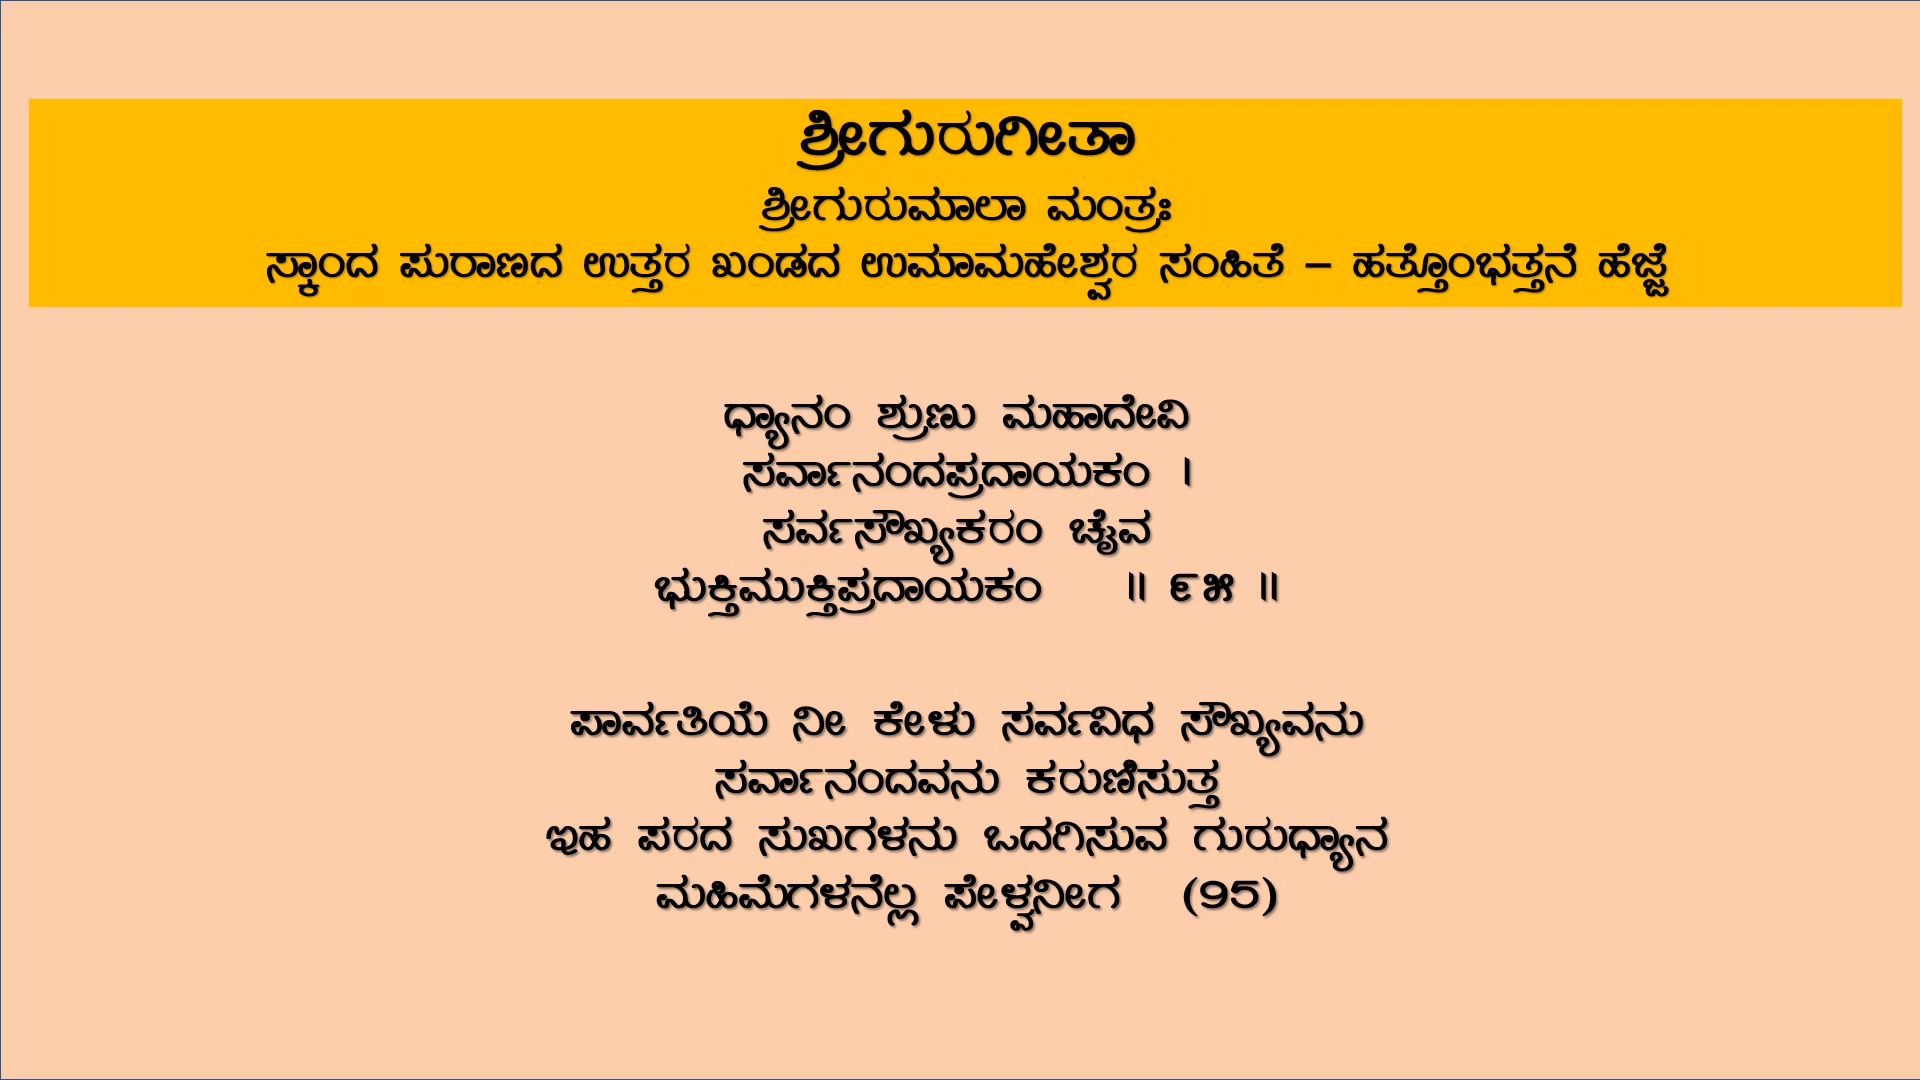 ಶ್ರೀಗುರುಗೀತಾ
ಶ್ರೀಗುರುಮಾಲಾ ಮಂತ್ರಃ
ಸ್ಕಾಂದ ಪುರಾಣದ ಉತ್ತರ ಖಂಡದ ಉಮಾಮಹೇಶ್ವರ ಸಂಹಿತೆ – ಹತ್ತೊಂಭತ್ತನೆ ಹೆಜ್ಜೆ
ಧ್ಯಾನಂ ಶ್ರುಣು ಮಹಾದೇವಿ
ಸರ್ವಾನಂದಪ್ರದಾಯಕಂ ।
ಸರ್ವಸೌಖ್ಯಕರಂ ಚೈವ
ಭುಕ್ತಿಮುಕ್ತಿಪ್ರದಾಯಕಂ ॥ ೯೫ ॥
ಪಾರ್ವತಿಯೆ ನೀ ಕೇಳು ಸರ್ವವಿಧ ಸೌಖ್ಯವನು
ಸರ್ವಾನಂದವನು ಕರುಣಿಸುತ್ತ
ಇಹ ಪರದ ಸುಖಗಳನು ಒದಗಿಸುವ ಗುರುಧ್ಯಾನ
ಮಹಿಮೆಗಳನೆಲ್ಲ ಪೇಳ್ವನೀಗ (95)